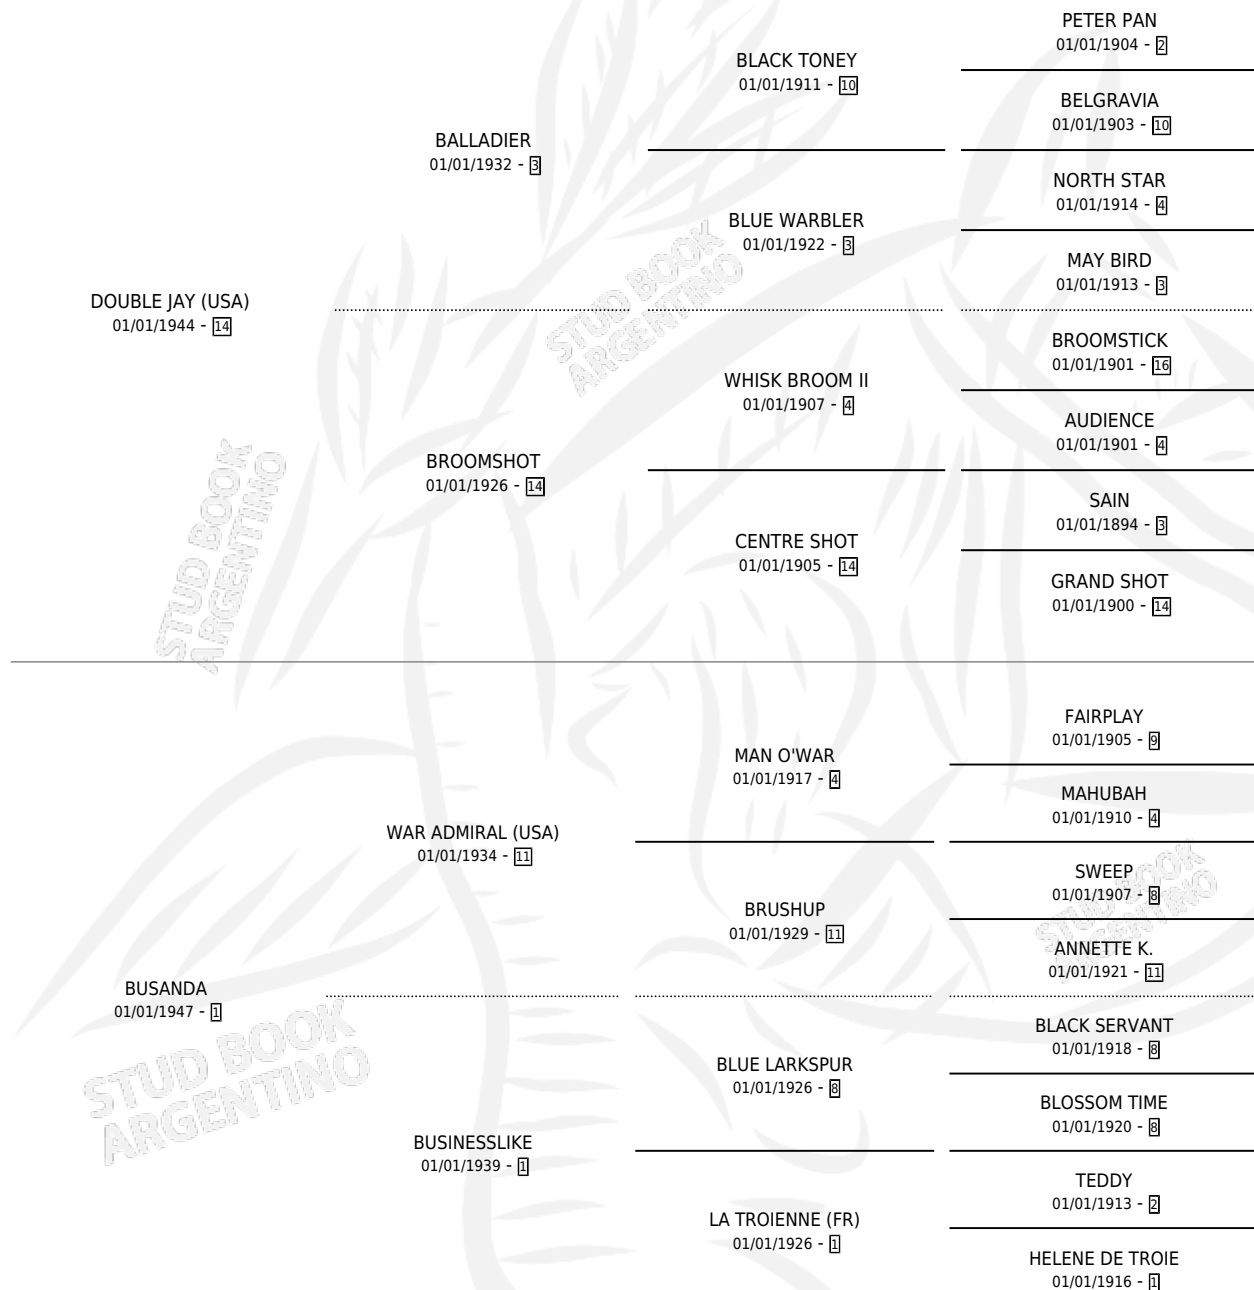 PETER PAN
01/01/1904 - 2
BLACK TONEY
01/01/1911 - 10
BELGRAVIA
01/01/1903 - 10
BALLADIER
01/01/1932 - 3
NORTH STAR
01/01/1914 - 4
BLUE WARBLER
01/01/1922 - 3
MAY BIRD
01/01/1913 - 3
DOUBLE JAY (USA)
01/01/1944 - 14
STUD BOOK
ARGENTINO
BROOMSTICK
01/01/1901 - 16
WHISK BROOM II
01/01/1907 - 4
AUDIENCE
01/01/1901 - 4
BROOMSHOT
01/01/1926 - 14
SAIN
01/01/1894 - 3
CENTRE SHOT
01/01/1905 - 14
GRAND SHOT
01/01/1900 - 14
STUD BOOK
ARGENTINO
FAIRPLAY
01/01/1905 - 9
MAN O'WAR
01/01/1917 - 4
MAHUBAH
01/01/1910 - 4
WAR ADMIRAL (USA)
01/01/1934 - 11
SWEEP
01/01/1907 - 8
BRUSHUP
01/01/1929 - 11
STUD BOOK
ARGENTINO
ANNETTE K.
01/01/1921 - 11
BUSANDA
01/01/1947 - 1
BLACK SERVANT
01/01/1918 - 8
BLUE LARKSPUR
01/01/1926 - 8
STUD BOOK
ARGENTINO
BLOSSOM TIME
01/01/1920 - 8
BUSINESSLIKE
01/01/1939 - 1
TEDDY
01/01/1913 - 2
LA TROIENNE (FR)
01/01/1926 - 1
HELENE DE TROIE
01/01/1916 - 1